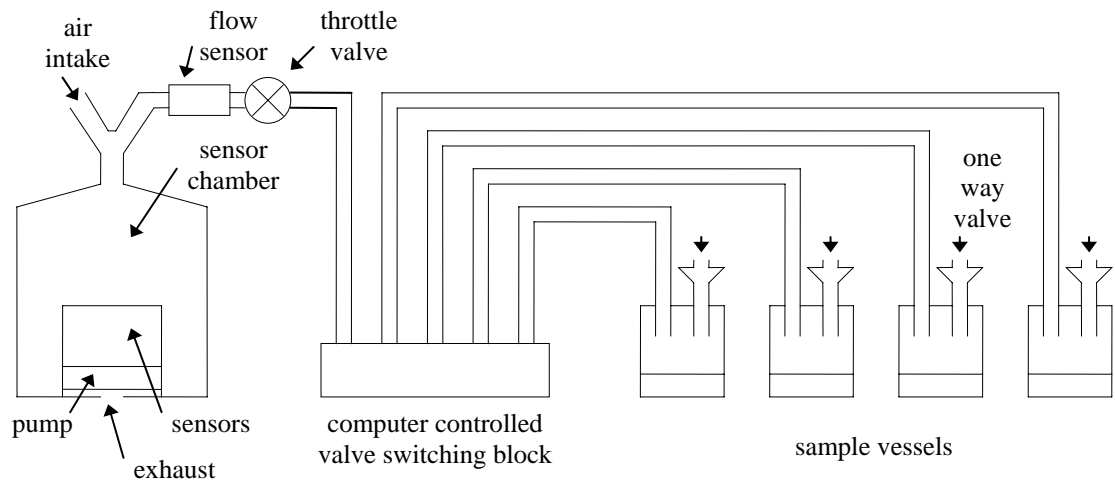 air
intake
flow
sensor
throttle
valve
sensor
chamber
one
way
valve
pump
sensors
exhaust
computer controlled
valve switching block
sample vessels